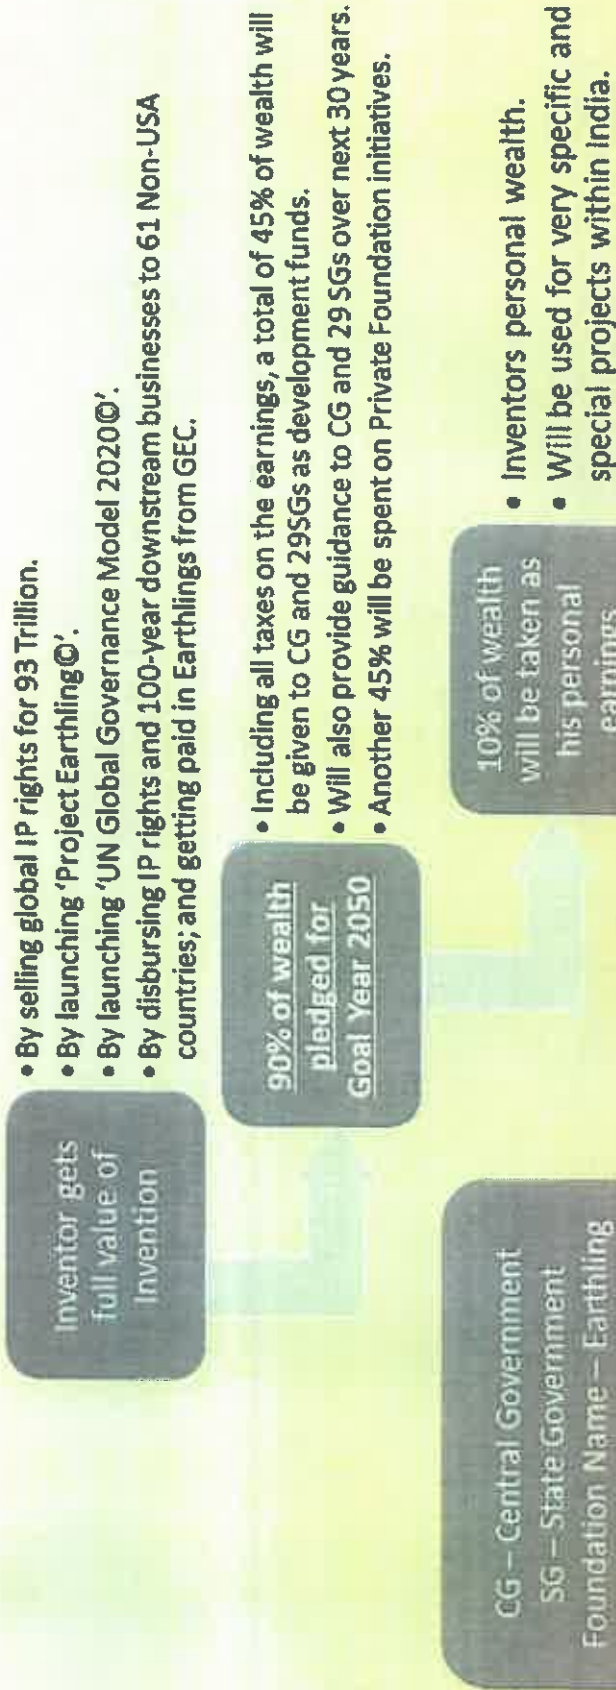 Inventor gets
full value of
Invention
• By selling global IP rights for 93 Trillion.
• By launching ‘Project Earthling©’.
• By launching ‘UN Global Governance Model 2020©’.
• By disbursing IP rights and 100-year downstream businesses to 61 Non-USA
countries; and getting paid in Earthlings from GEC.
90% of wealth
pledged for
Goal Year 2050
• Including all taxes on the earnings, a total of 45% of wealth will
be given to CG and 29SGs as development funds.
• Will also provide guidance to CG and 29 SGs over next 30 years.
• Another 45% will be spent on Private Foundation initiatives.
10% of wealth
will be taken as
his personal
earnings
• Inventors personal wealth.
• Will be used for very specific and
special projects within India.
CG – Central Government
SG – State Government
Foundation Name – Earthling